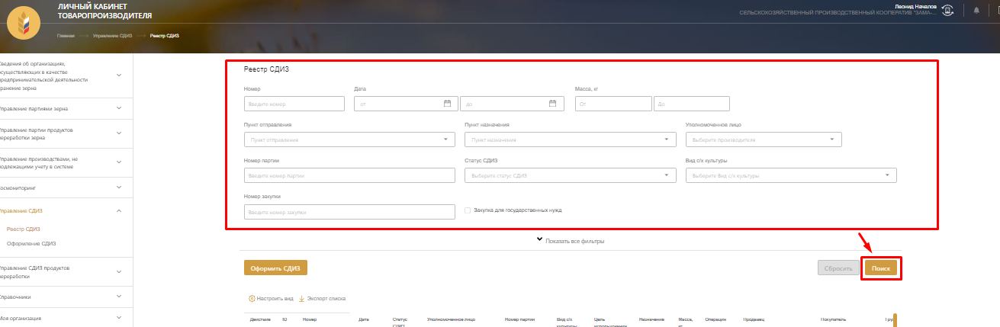 ЛИЧНЫЙ КАБИНЕТ
ТОВАРОПРОИЗВОДИТЕЛЯ
Леонид Началов
СЕЛЬСКОХОЗЯЙСТВЕННЫЙ ПРОИЗВОДСТВЕННЫЙ КООПЕРАТИВ "ЗАМА-...
Главная Управление СДИЗ Реестр СДИЗ
Сведения об организациях,
осуществляющих в качестве
предпринимательской деятельности
хранение зерна
Управление партиями зерна
Управление партии продуктов
переработки зерна
Управление производствами, не
подлежащими учету в системе
Госмониторинг
Управление СДИЗ
Реестр СДИЗ
Оформление СДИЗ
Управление СДИЗ продуктов
переработки
Справочники
Моя организация
Реестр СДИЗ
Номер Дата Масса, кг
Введите номер от до От До
Пункт отправления Пункт назначения Уполномоченное лицо
Пункт отправления Пункт назначения Выберите производителя
Номер партии Статус СДИЗ Вид с/х культуры
Введите номер партии Выберите статус СДИЗ Выберите Вид с/х культуры
Номер закупки
Введите номер закупки Закупка для государственных нужд
Показать все фильтры
Оформить СДИЗ Сбросить Поиск
Настроить вид Экспорт списка
Действие ID Номер Дата Статус Уполномоченное лицо Номер партии Вид с/х Цель Назначение Масса, Операция Продавец Покупатель Груз
СДИЗ культуры использования кг